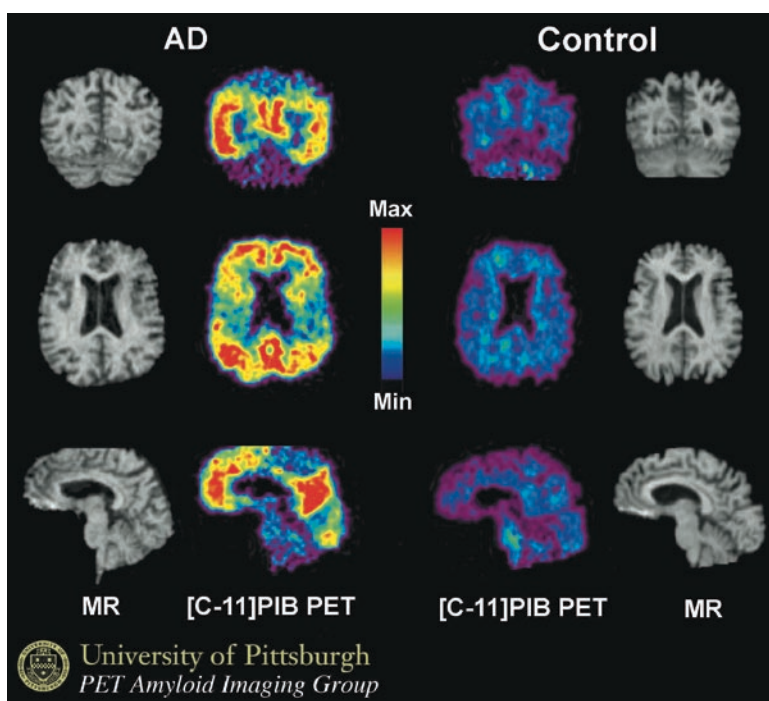 AD
Control
Max
Min
MR
[C-11]PIB PET
[C-11]PIB PET
MR
University of Pittsburgh
PET Amyloid Imaging Group